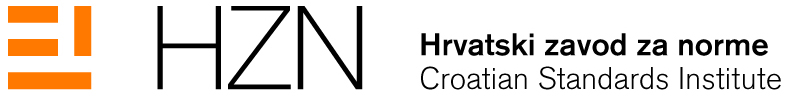 HZN
Hrvatski zavod za norme
Croatian Standards Institute